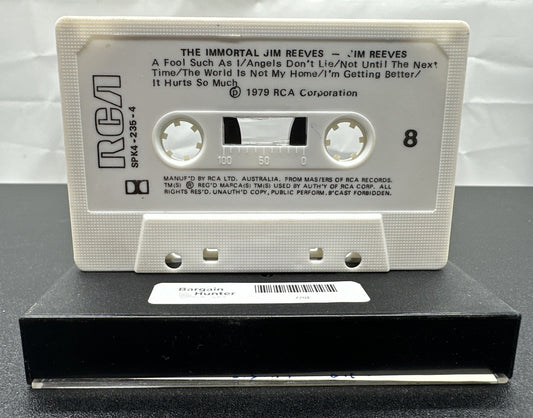 THE IMMORTAL JIM REEVES - JIM REEVES
A Fool Such As I/Angels Don't Lie/Not Until The Next
Time/The World Is Not My Home/I'm Getting Better/
It Hurts So Much
Ⓟ 1979 RCA Corporation
RCA
SPK4-235-4
8
100 50 0
MANUF'D BY RCA LTD. AUSTRALIA. FROM MASTERS OF RCA RECORDS.
TM(S) ® REG'D MARCA(S) TM(S) USED BY AUTH'Y OF RCA CORP. ALL
RIGHTS RES'D. UNAUTH'D COPY, PUBLIC PERFORM. B'CAST FORBIDDEN.
Bargain
Hunter